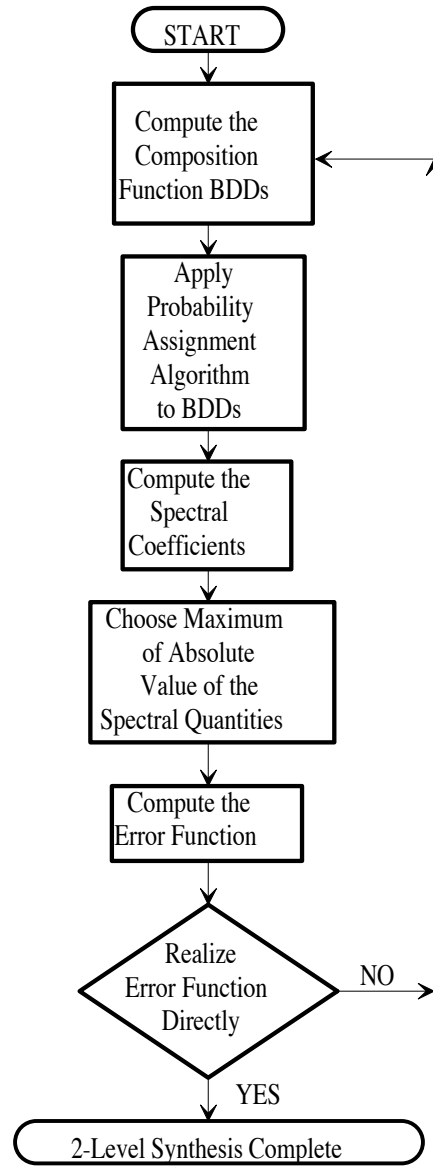 START
Compute the
Composition
Function BDDs
Apply
Probability
Assignment
Algorithm
to BDDs
Compute the
Spectral
Coefficients
Choose Maximum
of Absolute
Value of the
Spectral Quantities
Compute the
Error Function
Realize
Error Function
Directly
NO
YES
2-Level Synthesis Complete